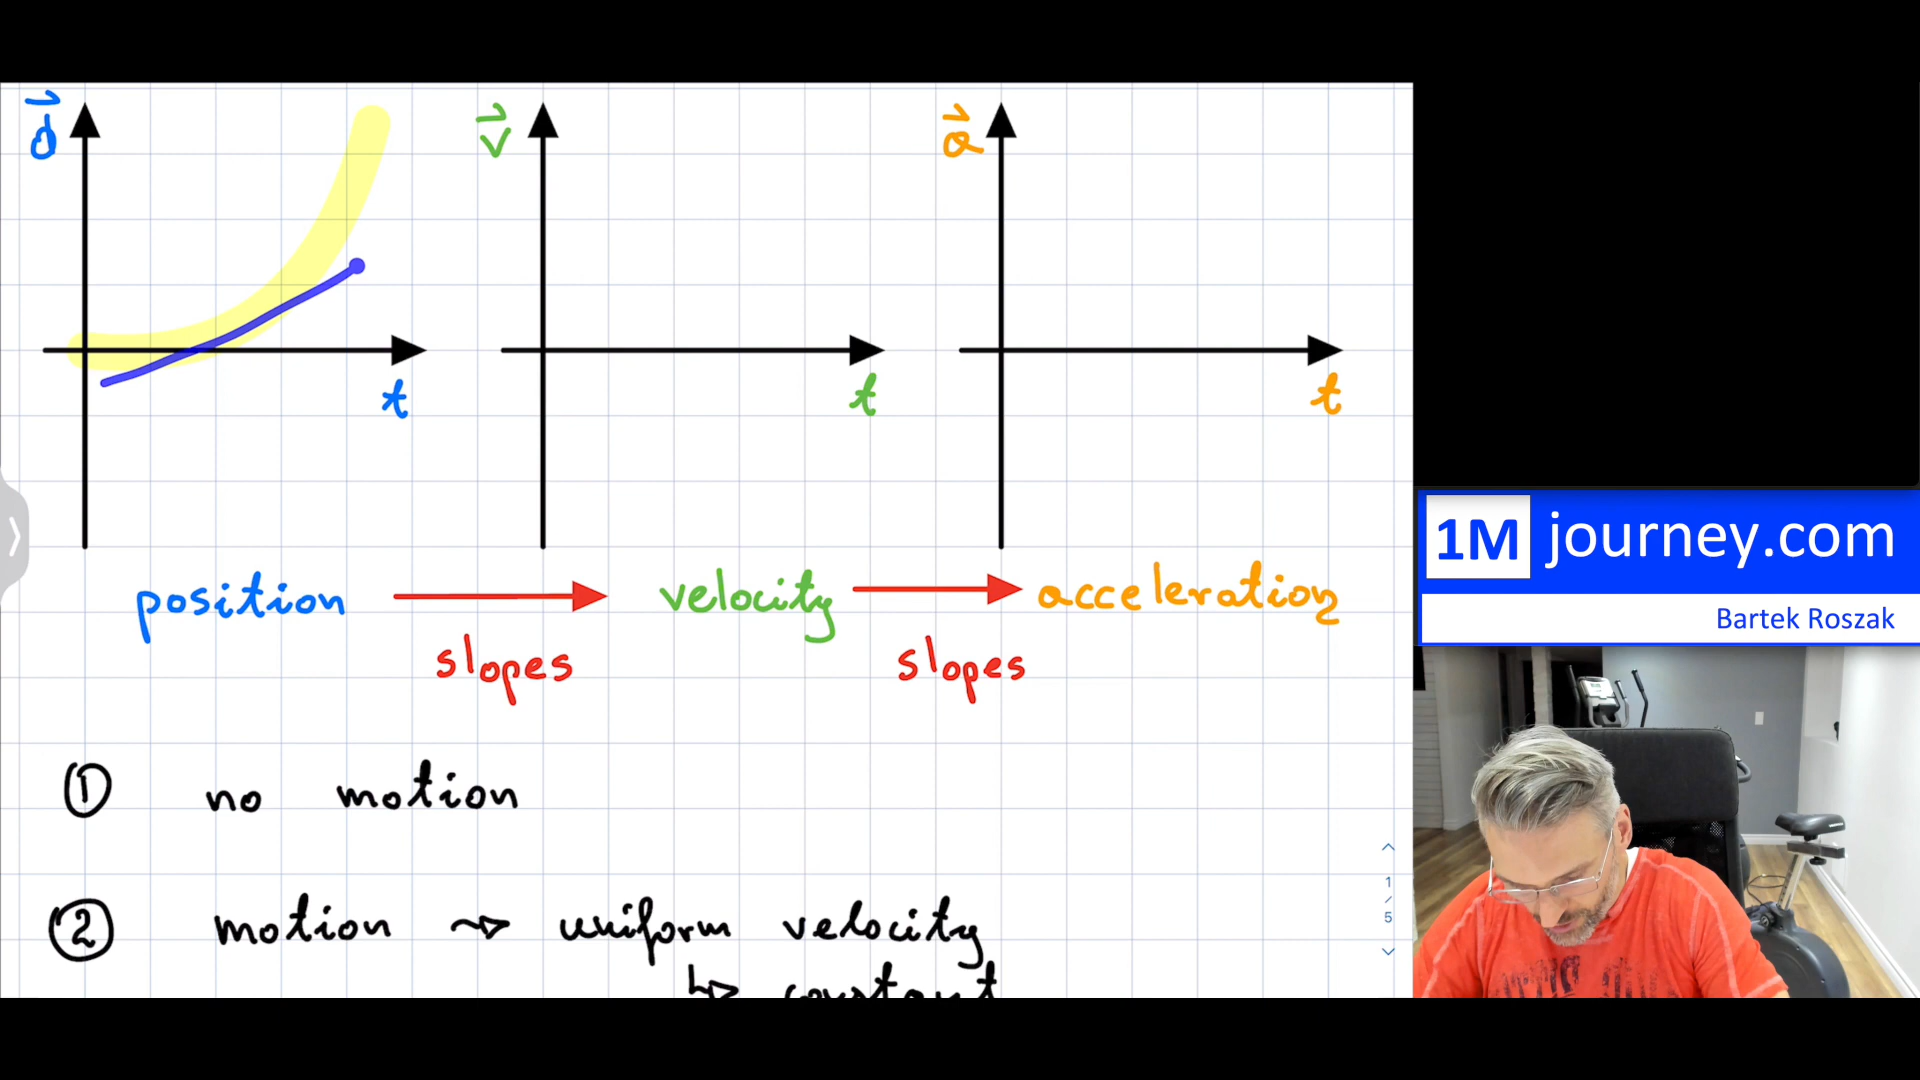 d v a
t t t
position velocity acceleration
slopes slopes
① no motion
② motion ⇝ uniform velocity
↳ constant
1M journey.com
Bartek Roszak
1
/
5